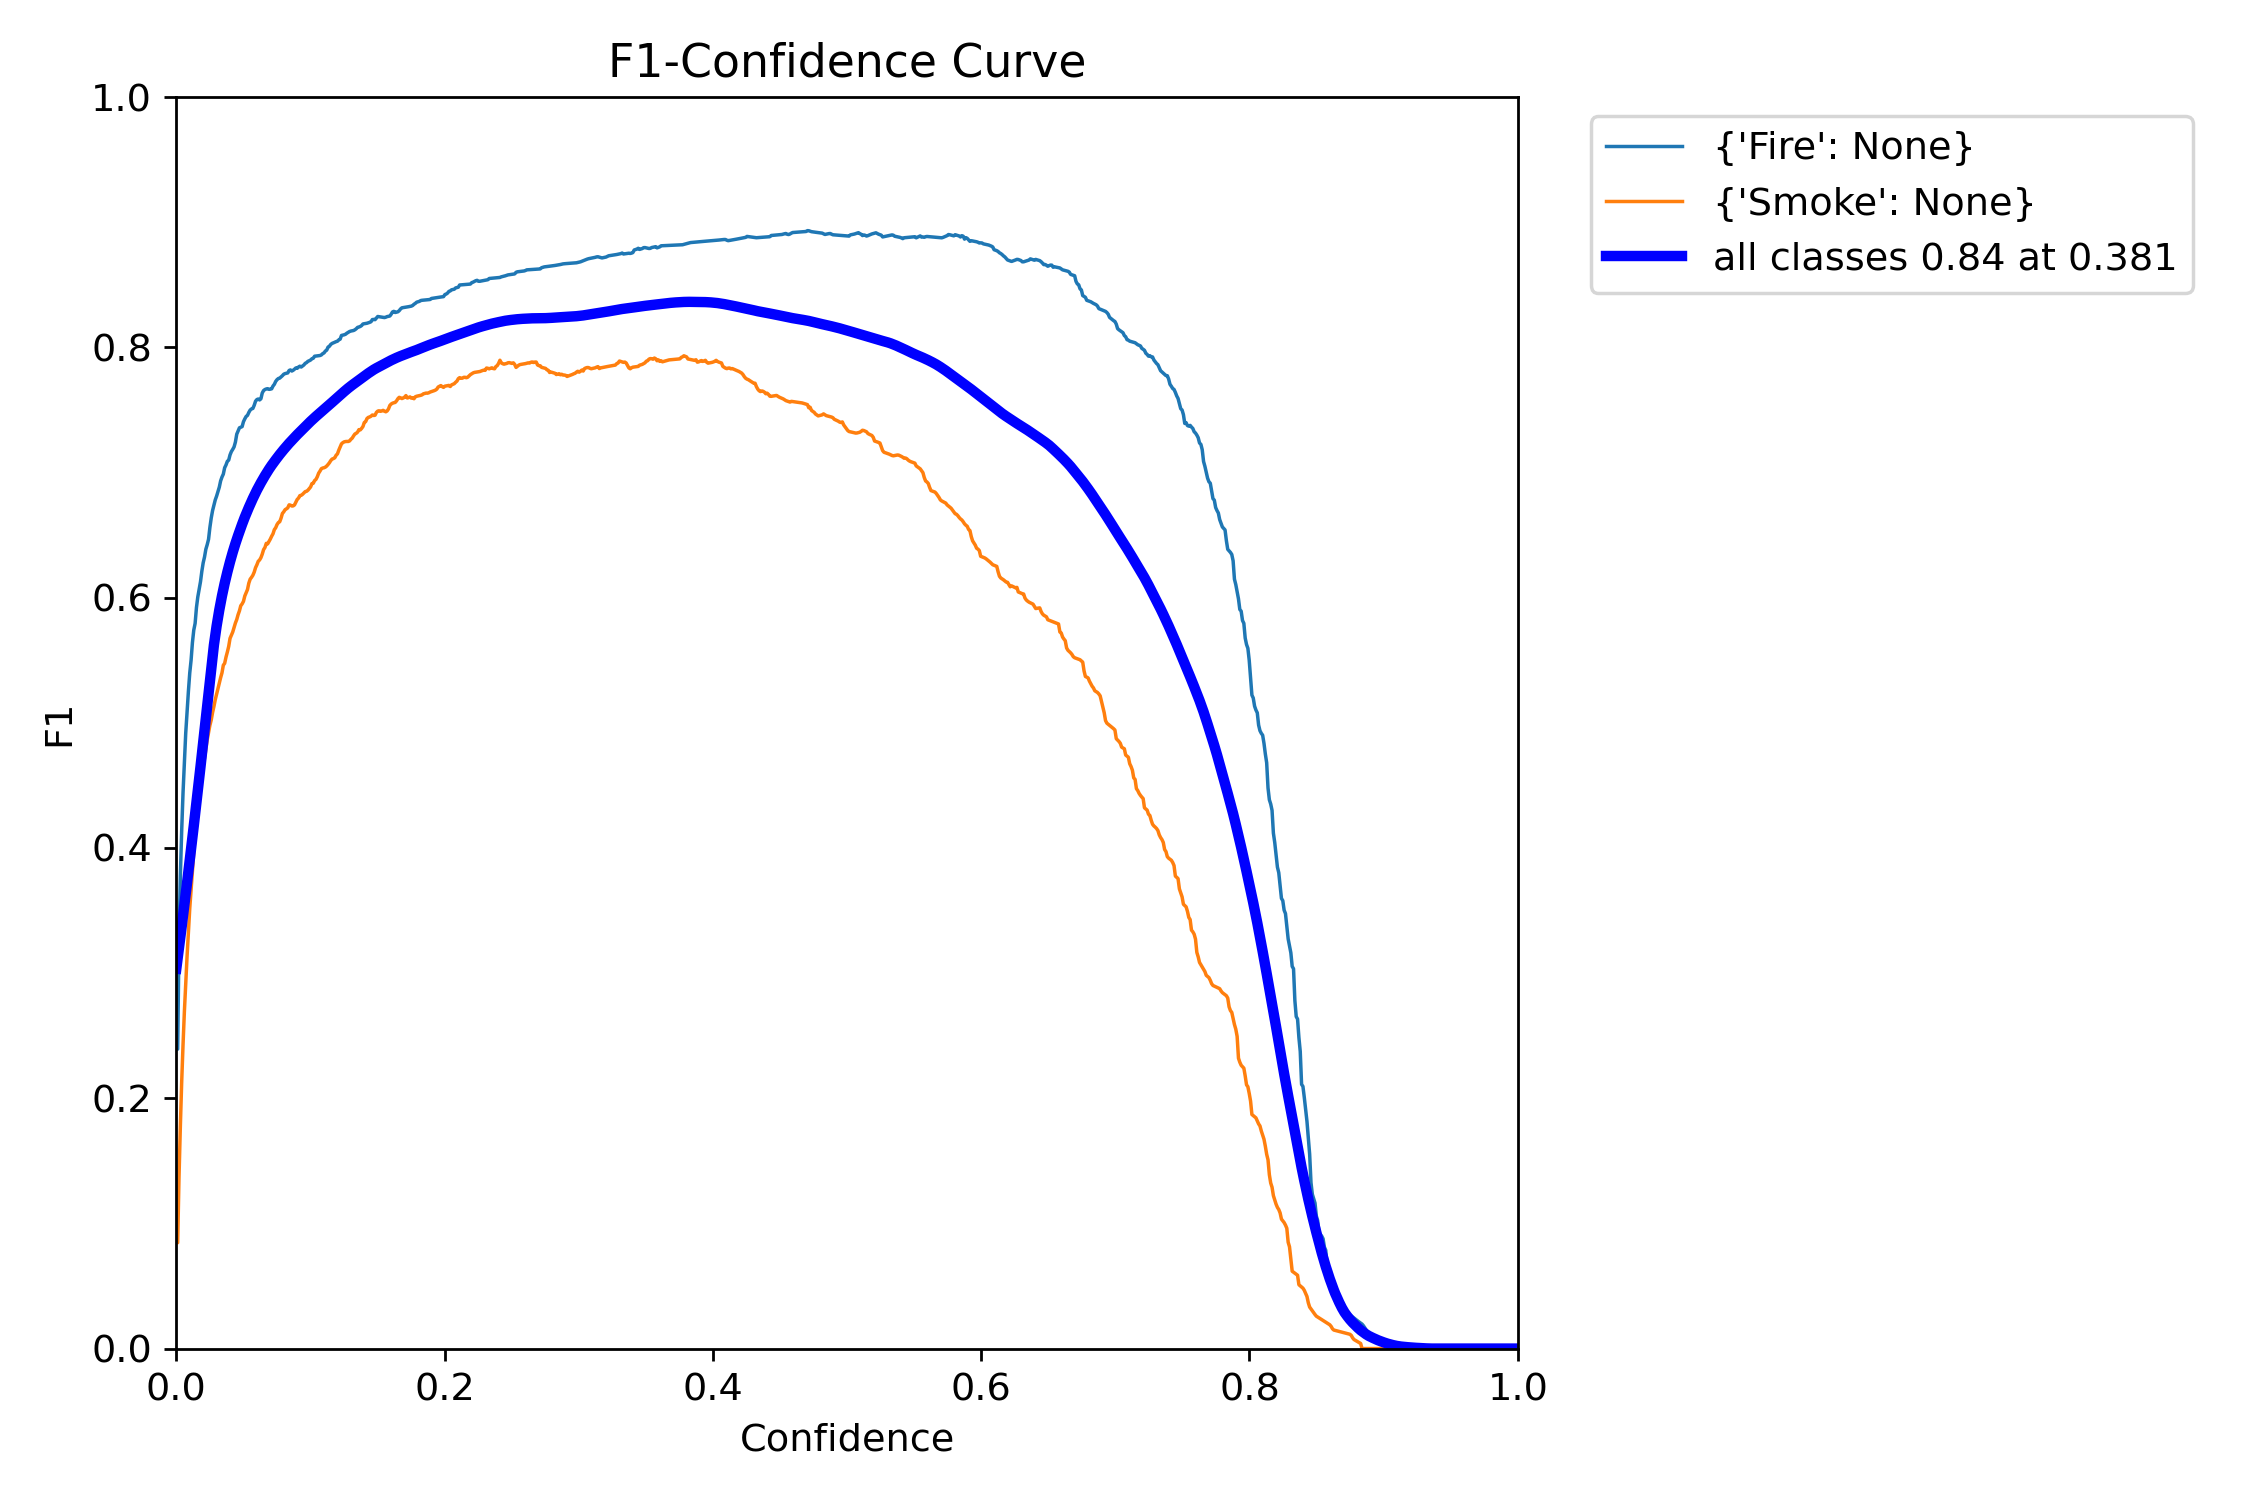 F1-Confidence Curve
1.0
0.8
0.6
0.4
0.2
0.0
F1
0.0 0.2 0.4 0.6 0.8 1.0
Confidence
{'Fire': None}
{'Smoke': None}
all classes 0.84 at 0.381